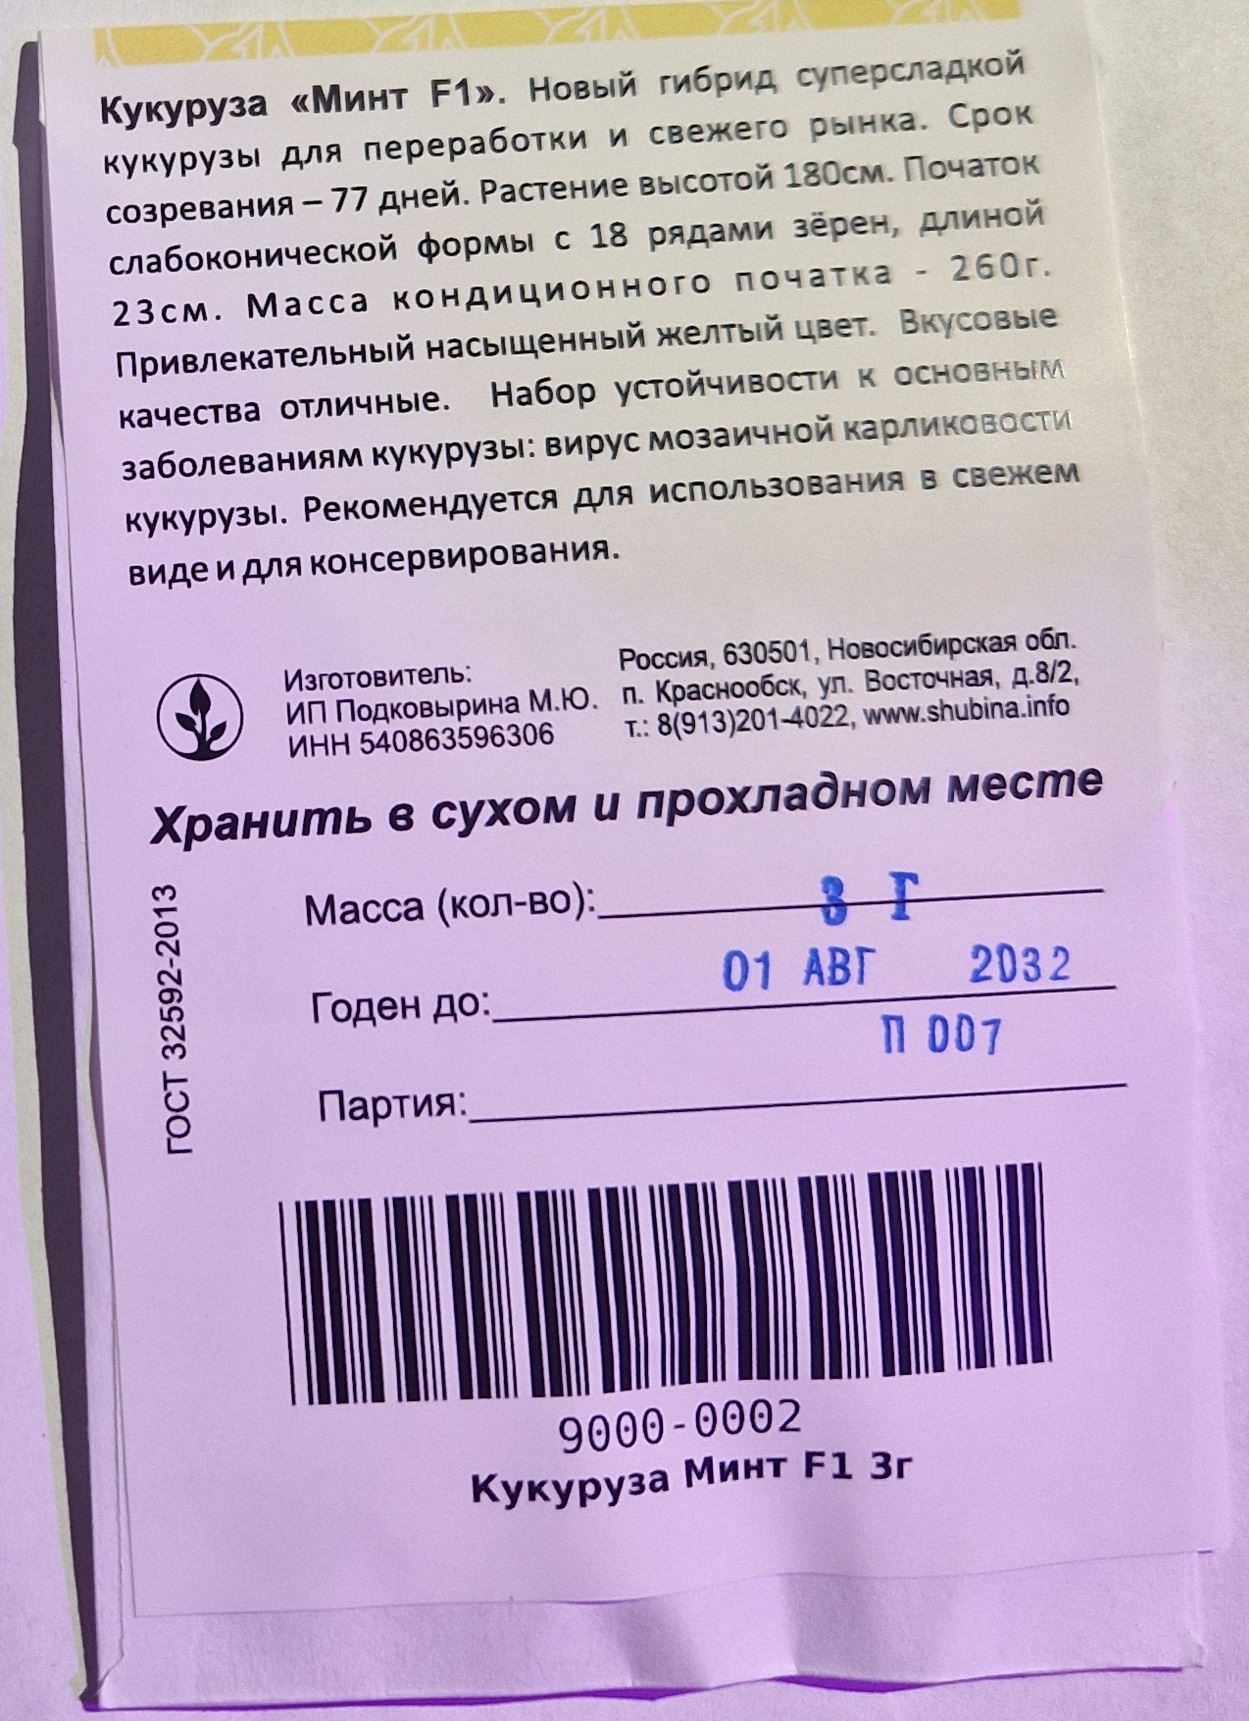 Кукуруза «Минт F1». Новый гибрид суперсладкой
кукурузы для переработки и свежего рынка. Срок
созревания – 77 дней. Растение высотой 180см. Початок
слабоконической формы с 18 рядами зёрен, длиной
23см. Масса кондиционного початка - 260г.
Привлекательный насыщенный желтый цвет. Вкусовые
качества отличные. Набор устойчивости к основным
заболеваниям кукурузы: вирус мозаичной карликовости
кукурузы. Рекомендуется для использования в свежем
виде и для консервирования.
Изготовитель:
ИП Подковырина М.Ю.
ИНН 540863596306
Россия, 630501, Новосибирская обл.
п. Краснообск, ул. Восточная, д.8/2,
т.: 8(913)201-4022, www.shubina.info
Хранить в сухом и прохладном месте
ГОСТ 32592-2013
Масса (кол-во): 3 Г
Годен до: 01 АВГ 2032
Партия: П 007
9000-0002
Кукуруза Минт F1 3г